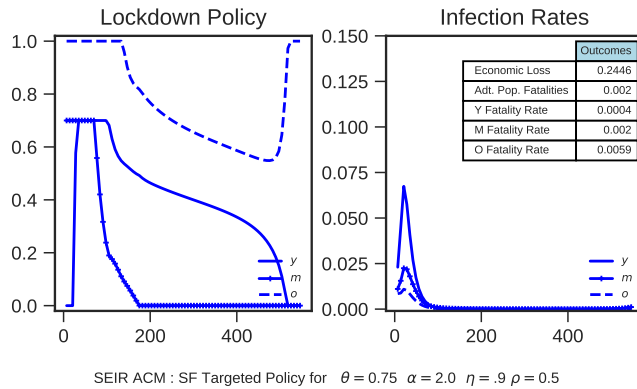 Lockdown Policy
1.0
0.8
0.6
0.4
0.2
0.0
0
200
400
y
m
o
Infection Rates
0.150
0.125
0.100
0.075
0.050
0.025
0.000
0
200
400
Outcomes
Economic Loss 0.2446
Adt. Pop. Fatalities 0.002
Y Fatality Rate 0.0004
M Fatality Rate 0.002
O Fatality Rate 0.0059
y
m
o
SEIR ACM : SF Targeted Policy for θ = 0.75 α = 2.0 η = .9 ρ = 0.5